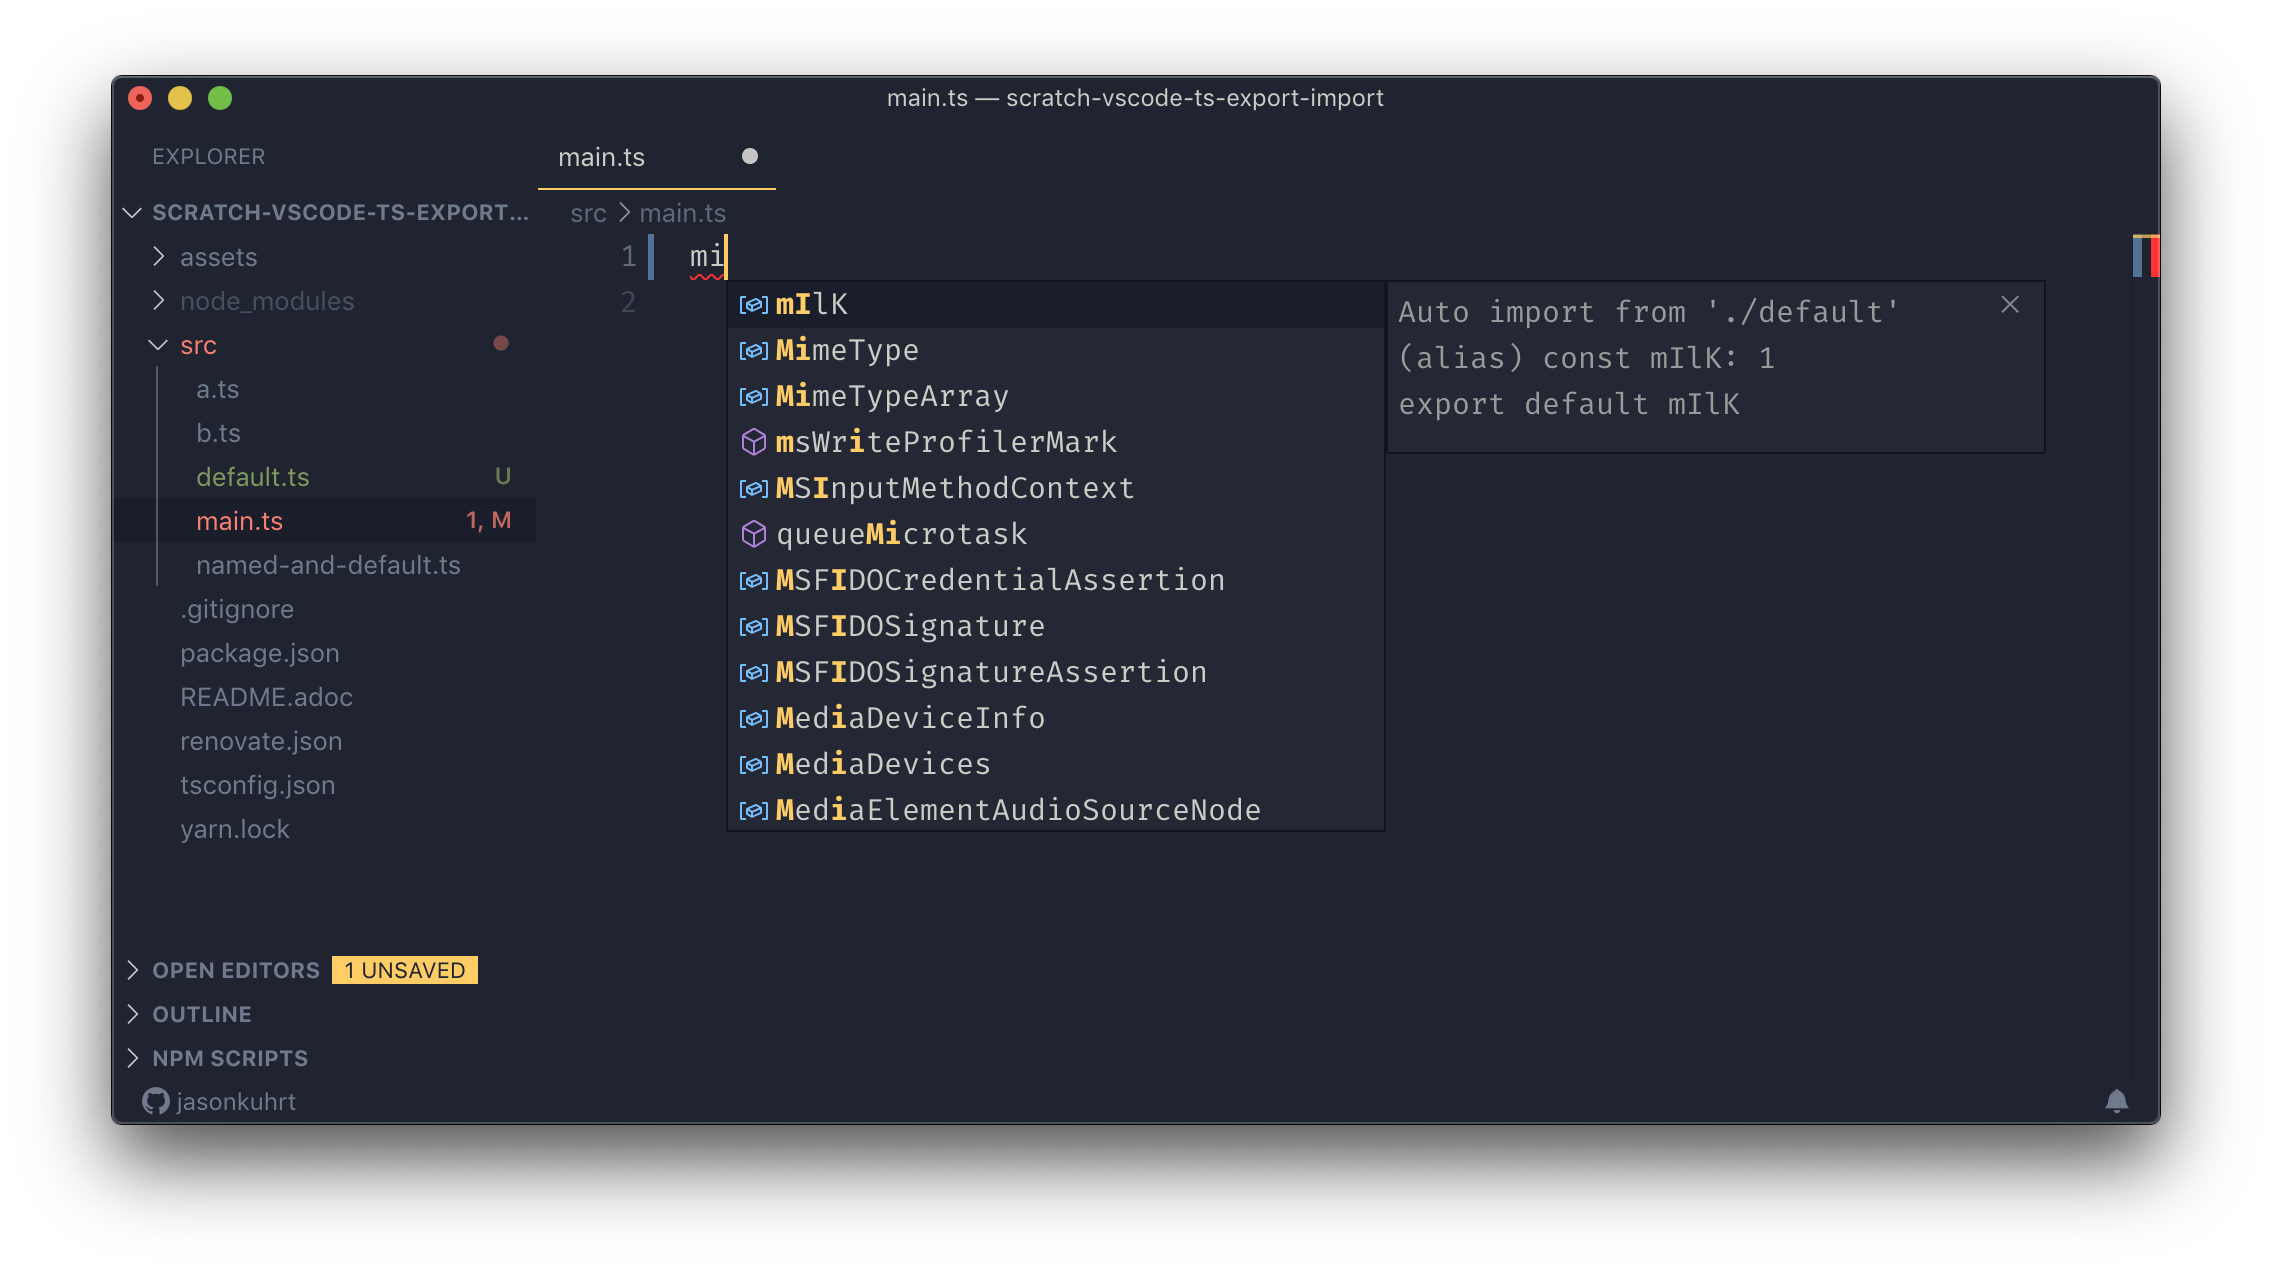 main.ts — scratch-vscode-ts-export-import
EXPLORER
SCRATCH-VSCODE-TS-EXPORT...
assets
node_modules
src
a.ts
b.ts
default.ts U
main.ts 1, M
named-and-default.ts
.gitignore
package.json
README.adoc
renovate.json
tsconfig.json
yarn.lock
OPEN EDITORS 1 UNSAVED
OUTLINE
NPM SCRIPTS
jasonkuhrt
main.ts
src > main.ts
1 mi
2
mIlK
MimeType
MimeTypeArray
msWriteProfilerMark
MSInputMethodContext
queueMicrotask
MSFIDOCredentialAssertion
MSFIDOSignature
MSFIDOSignatureAssertion
MediaDeviceInfo
MediaDevices
MediaElementAudioSourceNode
Auto import from './default'
(alias) const mIlK: 1
export default mIlK